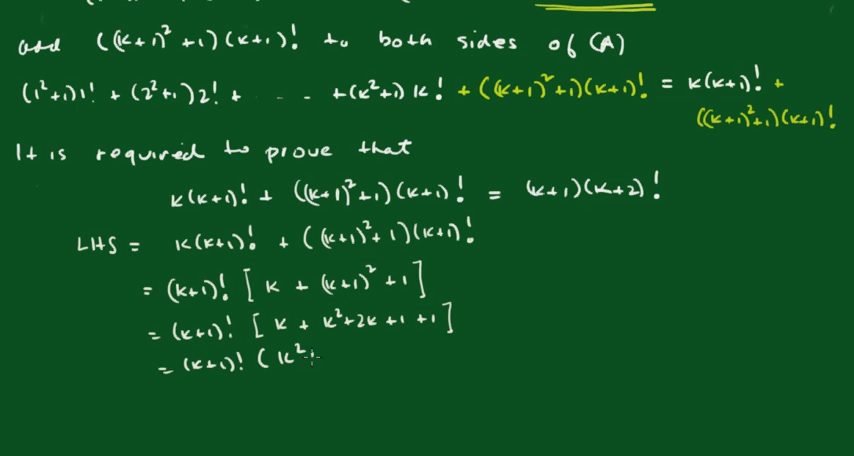 add ((k+1)²+1)(k+1)! to both sides of (A)
(1²+1)1! + (2²+1)2! + . - - +(k²+1)k! +((k+1)²+1)(k+1)! = k(k+1)! +
((k+1)²+1)(k+1)!
It is required to prove that
k(k+1)! + ((k+1)²+1)(k+1)! = (k+1)(k+2)!
LHS = k(k+1)! + ((k+1)²+1)(k+1)!
= (k+1)! [k + (k+1)² +1]
= (k+1)! [k + k²+2k+1 +1]
= (k+1)! (k²+